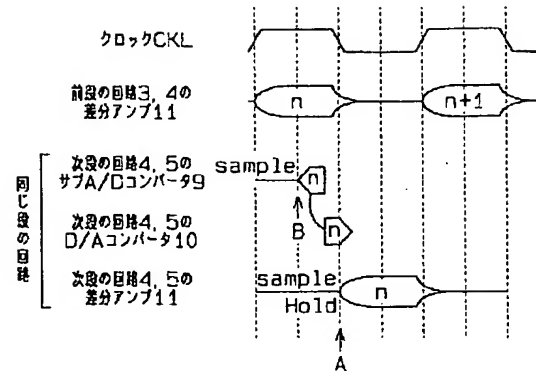 クロックCKL
前段の回路3,4の
差分アンプ11
n
n+1
同じ段の回路
次段の回路4,5の
サブA/Dコンバータ9
sample
n
B
次段の回路4,5の
D/Aコンバータ10
n
次段の回路4,5の
差分アンプ11
sample
Hold
n
A